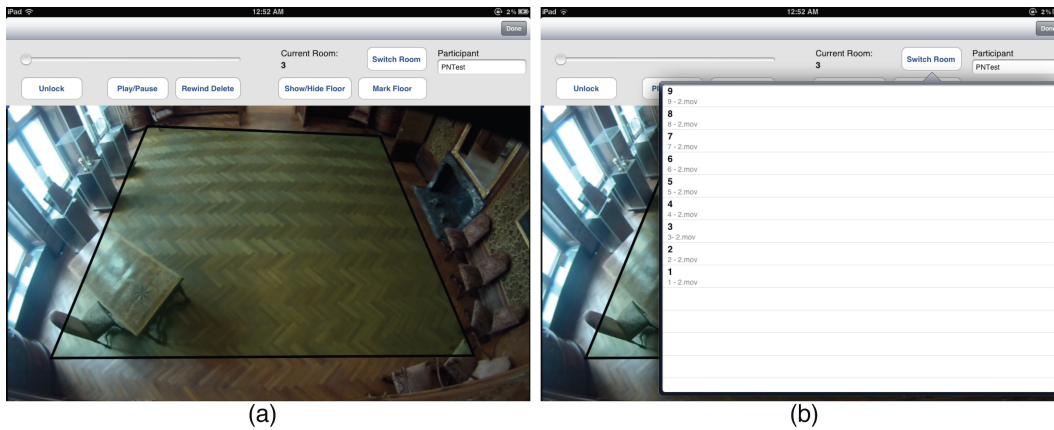 iPad 12:52 AM 2%
Done
Current Room: Switch Room Participant
3 PNTest
Unlock Play/Pause Rewind Delete Show/Hide Floor Mark Floor
(a)
iPad 12:52 AM 2%
Done
Current Room: Switch Room Participant
3 PNTest
Unlock
9
9 - 2.mov
8
8 - 2.mov
7
7 - 2.mov
6
6 - 2.mov
5
5 - 2.mov
4
4 - 2.mov
3
3- 2.mov
2
2 - 2.mov
1
1 - 2.mov
(b)